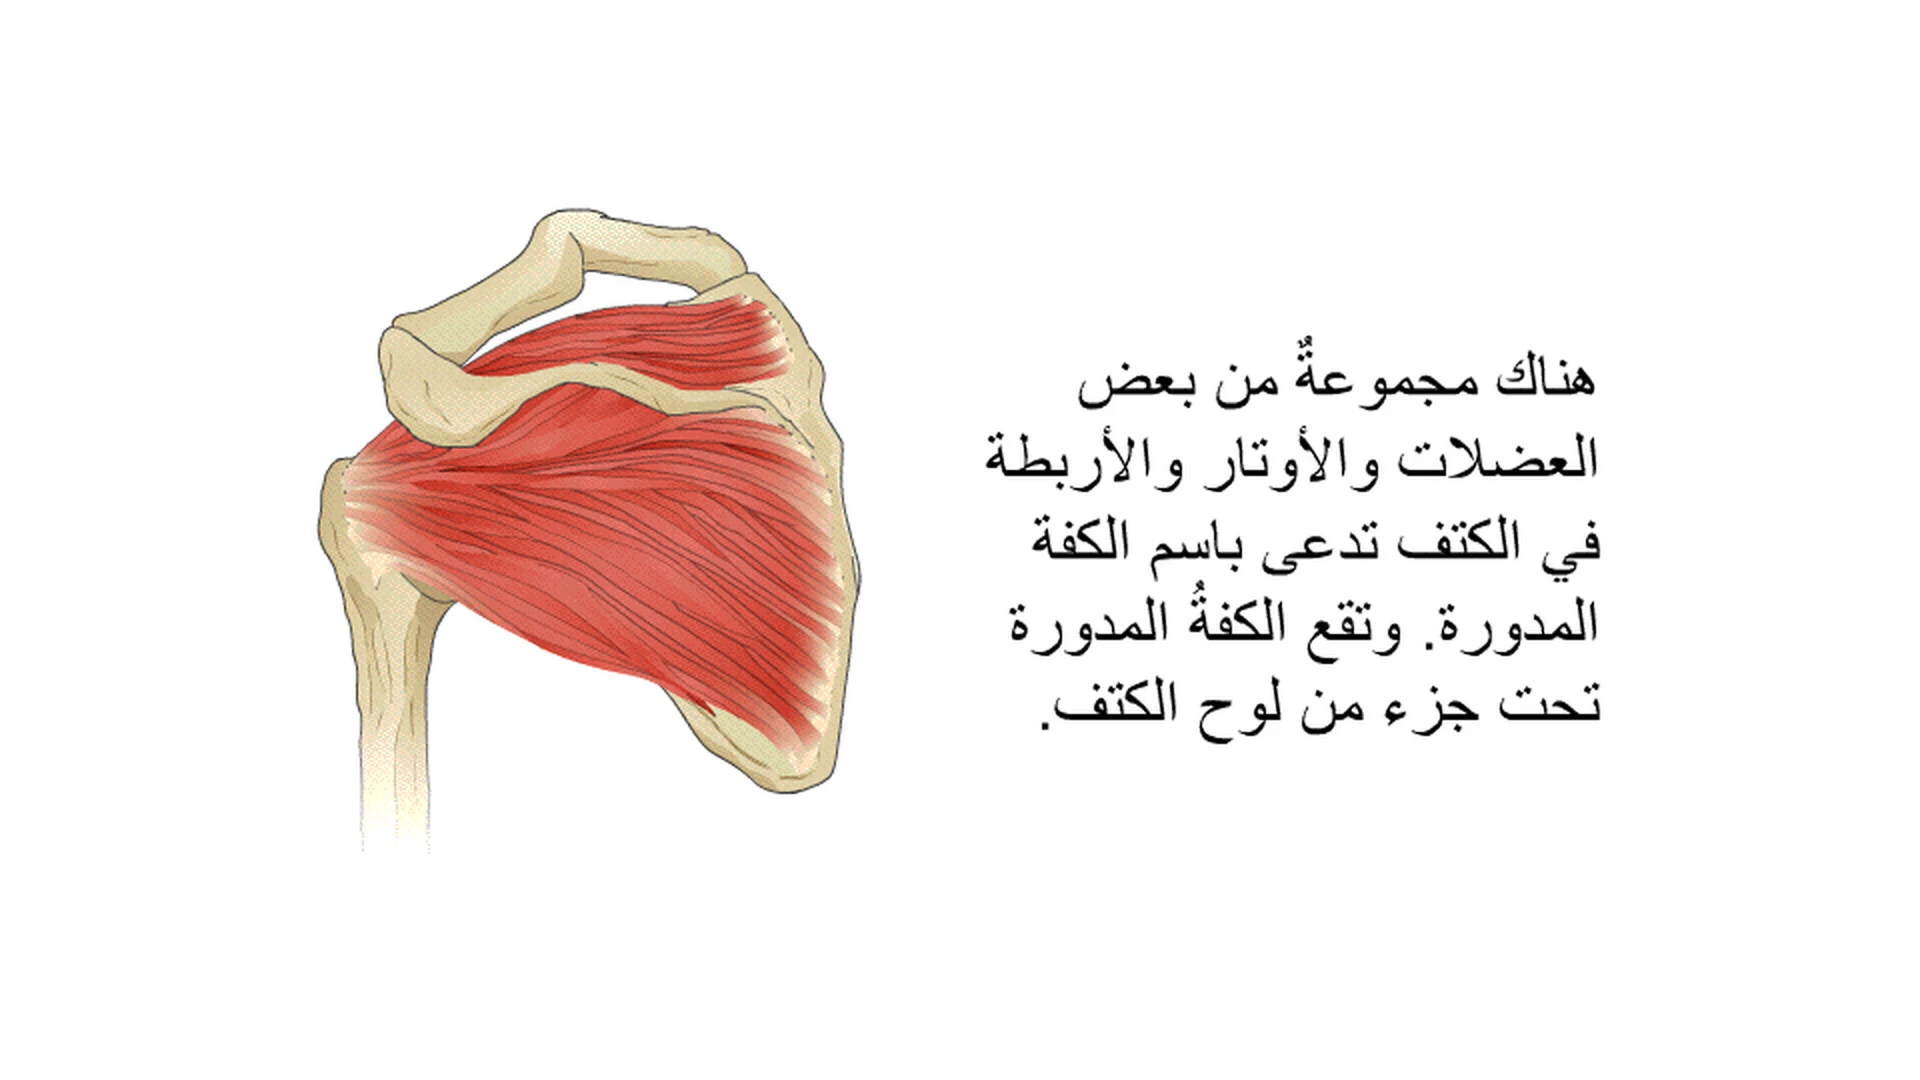 هناك مجموعةٌ من بعض
العضلات والأوتار والأربطة
في الكتف تدعى باسم الكفة
المدورة. وتقع الكفةُ المدورة
تحت جزء من لوح الكتف.